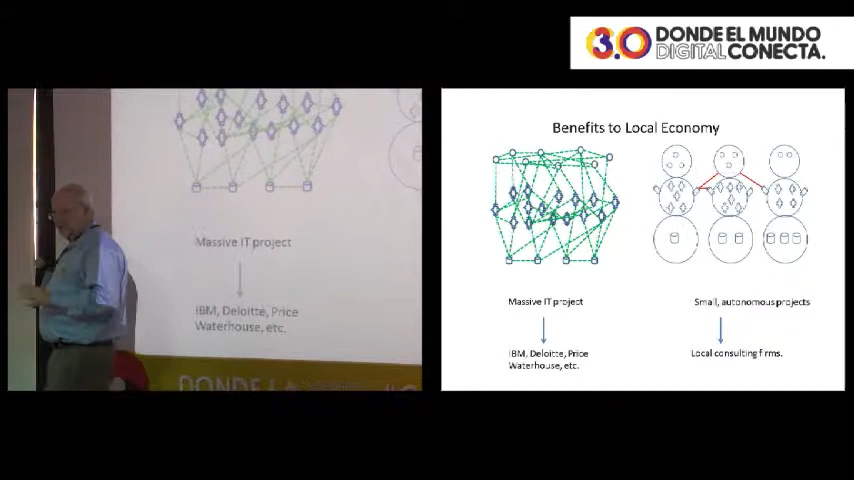 3.0 DONDE EL MUNDO
DIGITAL CONECTA.
Massive IT project
IBM, Deloitte, Price
Waterhouse, etc.
Benefits to Local Economy
Massive IT project
Small, autonomous projects
IBM, Deloitte, Price
Waterhouse, etc.
Local consulting firms.
DONDE